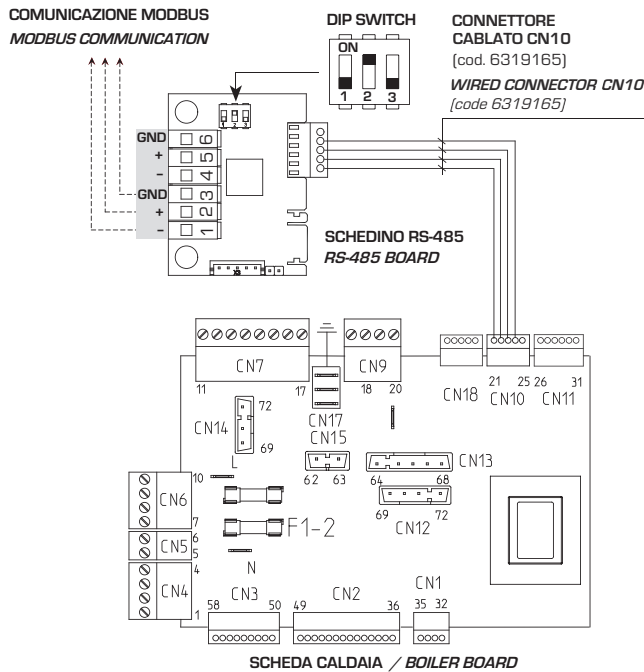 COMUNICAZIONE MODBUS
MODBUS COMMUNICATION
DIP SWITCH
ON
1 2 3
CONNETTORE
CABLATO CN10
(cod. 6319165)
WIRED CONNECTOR CN10
(code 6319165)
1 2 3
GND 6
+ 5
- 4
GND 3
+ 2
- 1
X3
SCHEDINO RS-485
RS-485 BOARD
CN7
11
17
CN9
18 20
CN18
21 25
CN10
26 31
CN11
CN17
CN14
72
69
CN15
62 63
CN13
64 68
69 72
CN12
L
F1-2
N
10
CN6
7
6
CN5
5
4
CN4
1
CN3
58 50
CN2
49 36
CN1
35 32
SCHEDA CALDAIA / BOILER BOARD